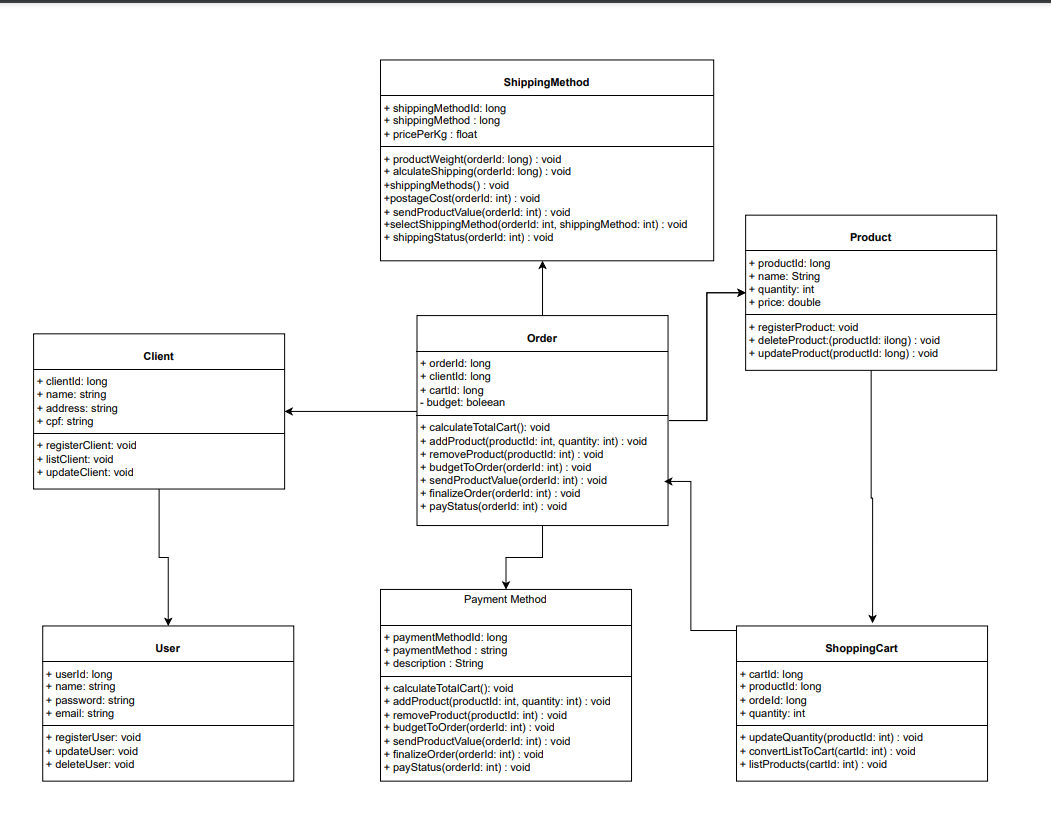 ShippingMethod
+ shippingMethodId: long
+ shippingMethod : long
+ pricePerKg : float
+ productWeight(orderId: long) : void
+ alculateShipping(orderId: long) : void
+shippingMethods() : void
+postageCost(orderId: int) : void
+ sendProductValue(orderId: int) : void
+selectShippingMethod(orderId: int, shippingMethod: int) : void
+ shippingStatus(orderId: int) : void
Product
+ productId: long
+ name: String
+ quantity: int
+ price: double
+ registerProduct: void
+ deleteProduct:(productId: ilong) : void
+ updateProduct(productId: long) : void
Order
+ orderId: long
+ clientId: long
+ cartId: long
- budget: boleean
+ calculateTotalCart(): void
+ addProduct(productId: int, quantity: int) : void
+ removeProduct(productId: int) : void
+ budgetToOrder(orderId: int) : void
+ sendProductValue(orderId: int) : void
+ finalizeOrder(orderId: int) : void
+ payStatus(orderId: int) : void
Client
+ clientId: long
+ name: string
+ address: string
+ cpf: string
+ registerClient: void
+ listClient: void
+ updateClient: void
User
+ userId: long
+ name: string
+ password: string
+ email: string
+ registerUser: void
+ updateUser: void
+ deleteUser: void
Payment Method
+ paymentMethodId: long
+ paymentMethod : string
+ description : String
+ calculateTotalCart(): void
+ addProduct(productId: int, quantity: int) : void
+ removeProduct(productId: int) : void
+ budgetToOrder(orderId: int) : void
+ sendProductValue(orderId: int) : void
+ finalizeOrder(orderId: int) : void
+ payStatus(orderId: int) : void
ShoppingCart
+ cartId: long
+ productId: long
+ ordeId: long
+ quantity: int
+ updateQuantity(productId: int) : void
+ convertListToCart(cartId: int) : void
+ listProducts(cartId: int) : void